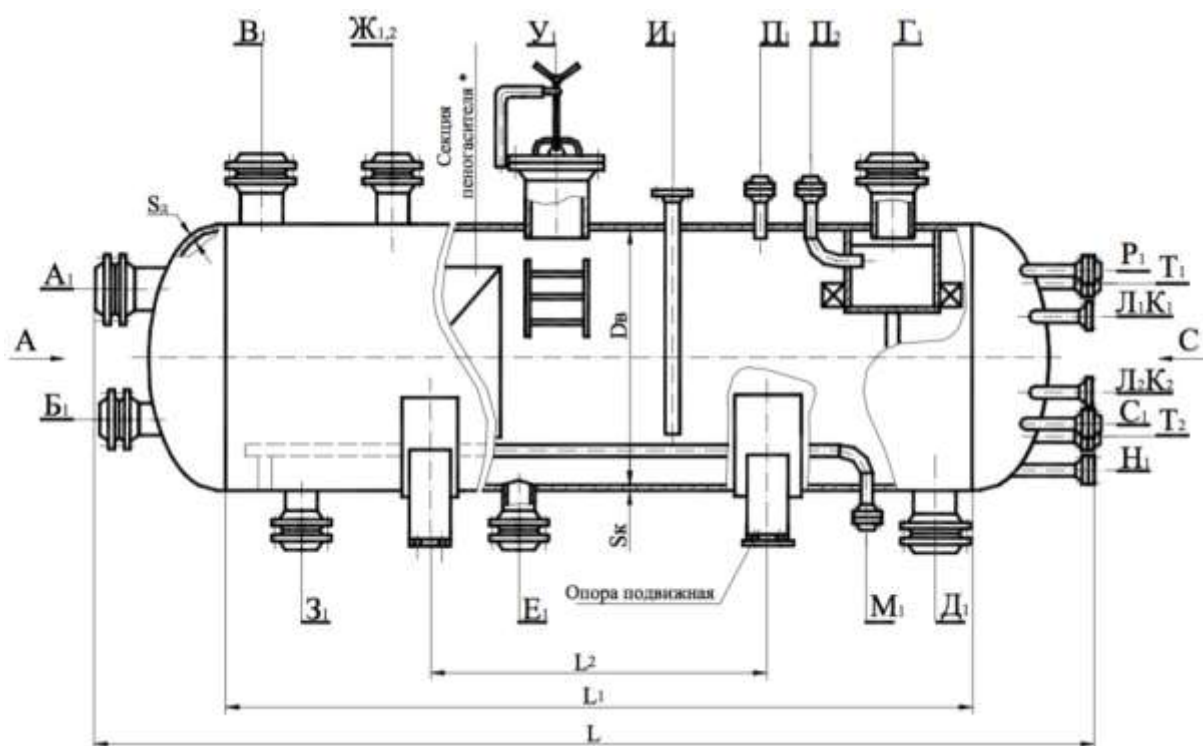 В1
Ж1,2
У1
И1
П1
П2
Г1
Секция
пеногасителя *
Sд
А1
А
Б1
Dв
Р1
Т1
Л1К1
С
Л2К2
С1
Т2
Н1
Sк
Опора подвижная
З1
Е1
М1
Д1
L2
L1
L